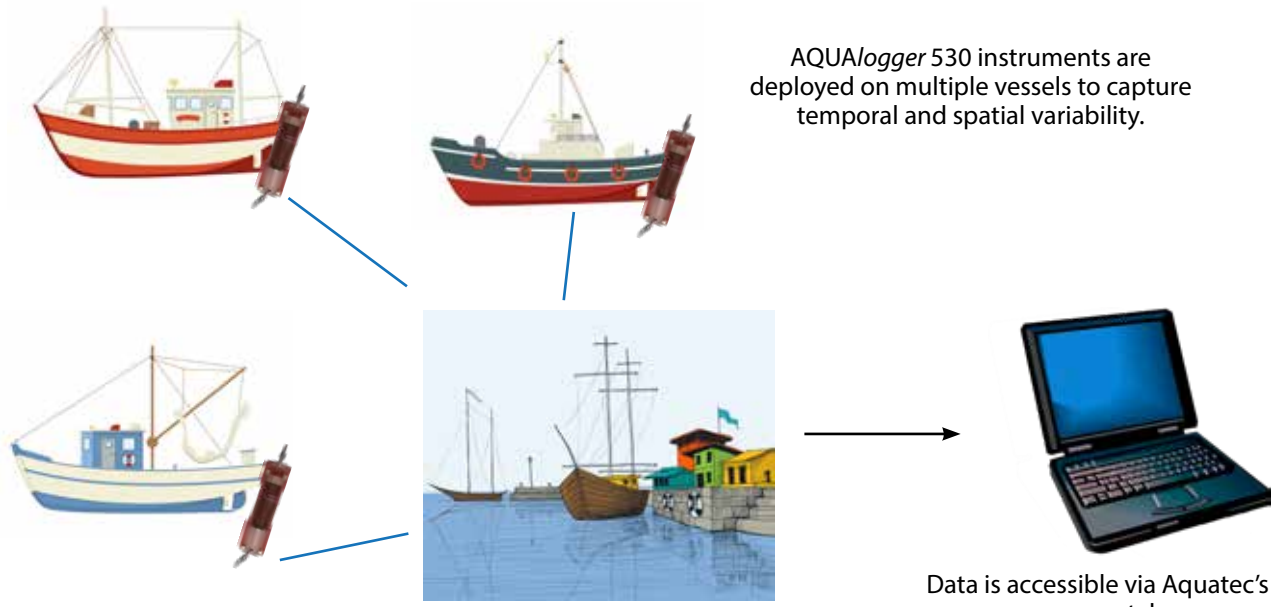 AQUAlogger 530 instruments are
deployed on multiple vessels to capture
temporal and spatial variability.
Data is accessible via Aquatec's